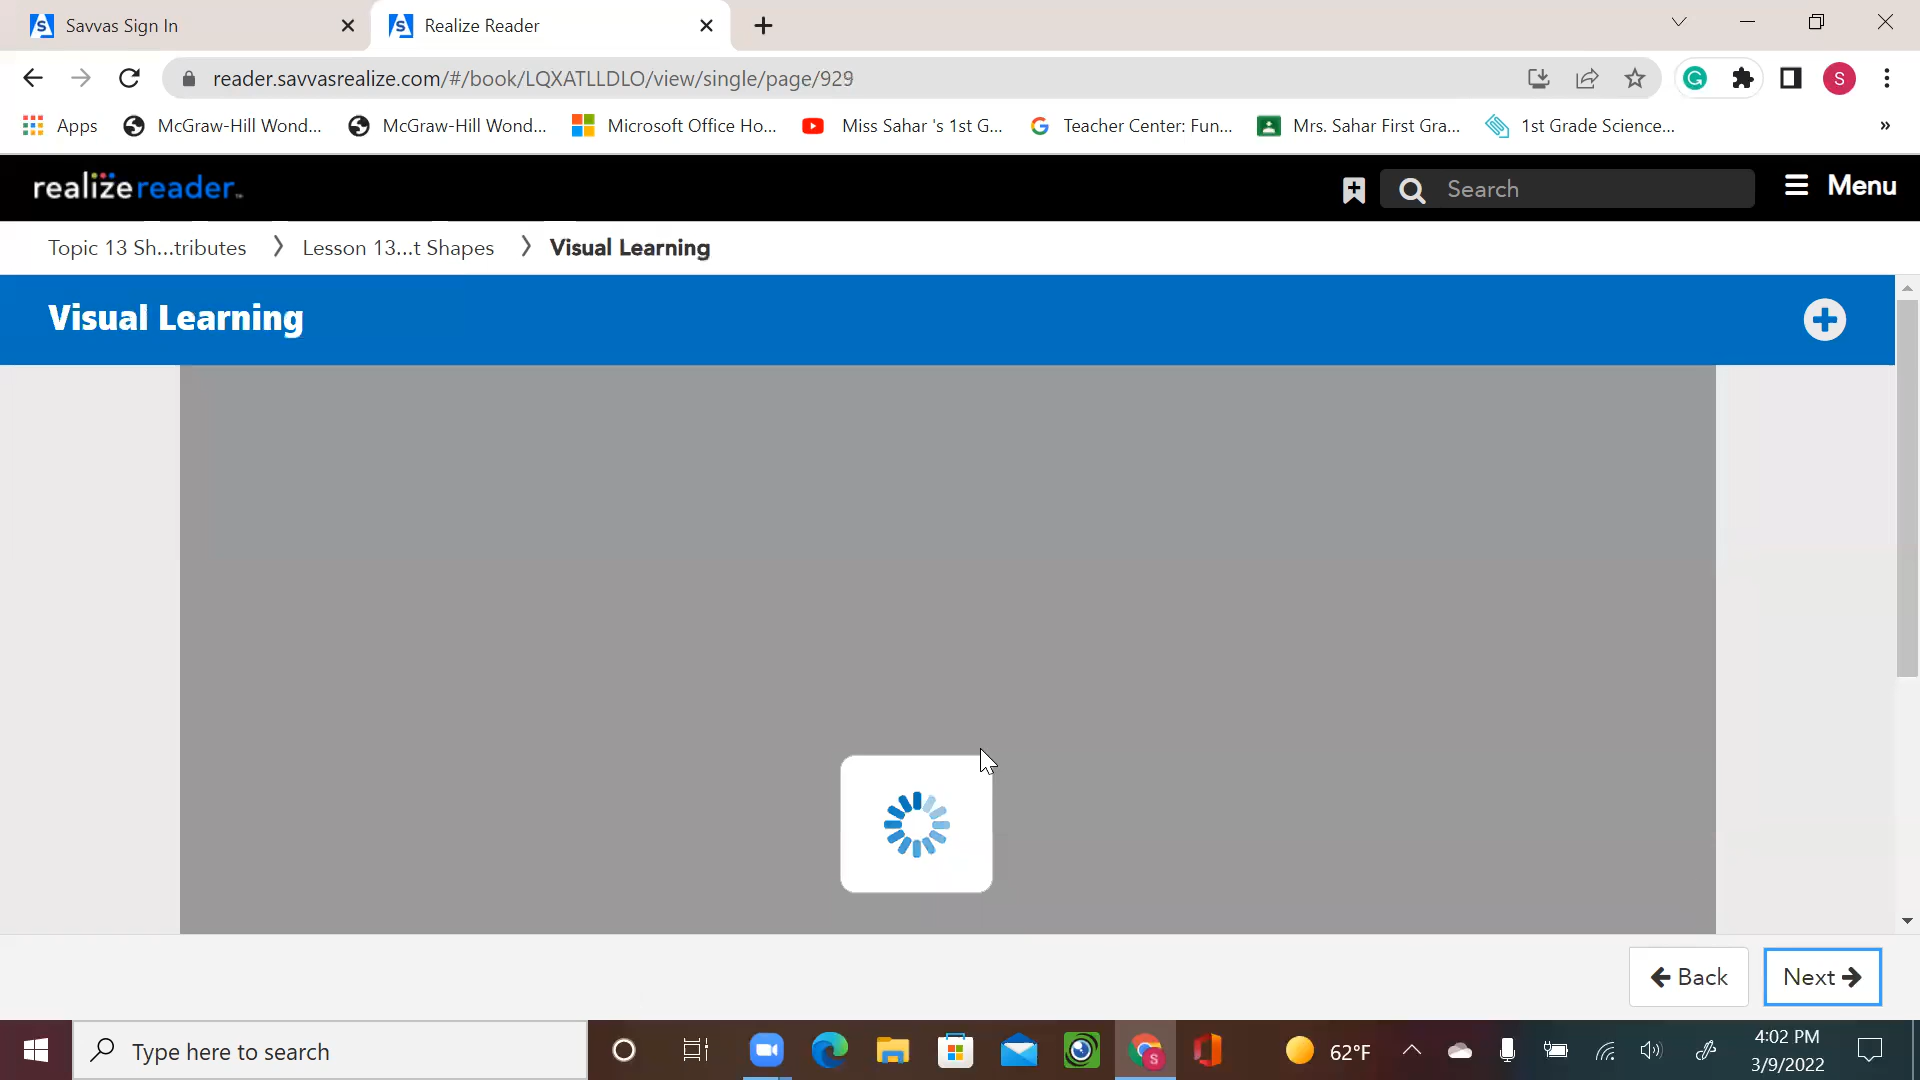 Savvas Sign In
Realize Reader
reader.savvasrealize.com/#/book/LQXATLLDLO/view/single/page/929
S
Apps
McGraw-Hill Wond...
McGraw-Hill Wond...
Microsoft Office Ho...
Miss Sahar 's 1st G...
Teacher Center: Fun...
Mrs. Sahar First Gra...
1st Grade Science...
»
realizereader™
Search
Menu
Topic 13 Sh...tributes
Lesson 13...t Shapes
Visual Learning
Visual Learning
Back
Next
Type here to search
62°F
4:02 PM
3/9/2022